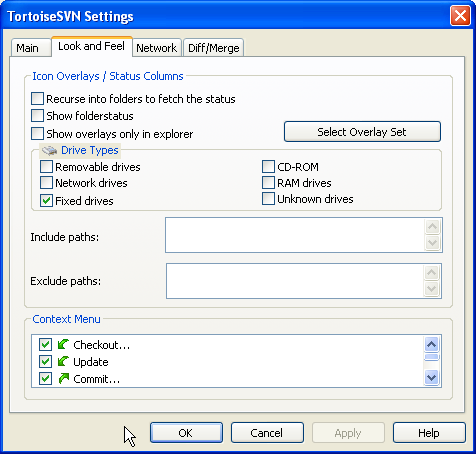 TortoiseSVN Settings
Main Look and Feel Network Diff/Merge
Icon Overlays / Status Columns
Recurse into folders to fetch the status
Show folderstatus
Show overlays only in explorer Select Overlay Set
Drive Types
Removable drives CD-ROM
Network drives RAM drives
Fixed drives Unknown drives
Include paths:
Exclude paths:
Context Menu
Checkout...
Update
Commit...
OK Cancel Apply Help